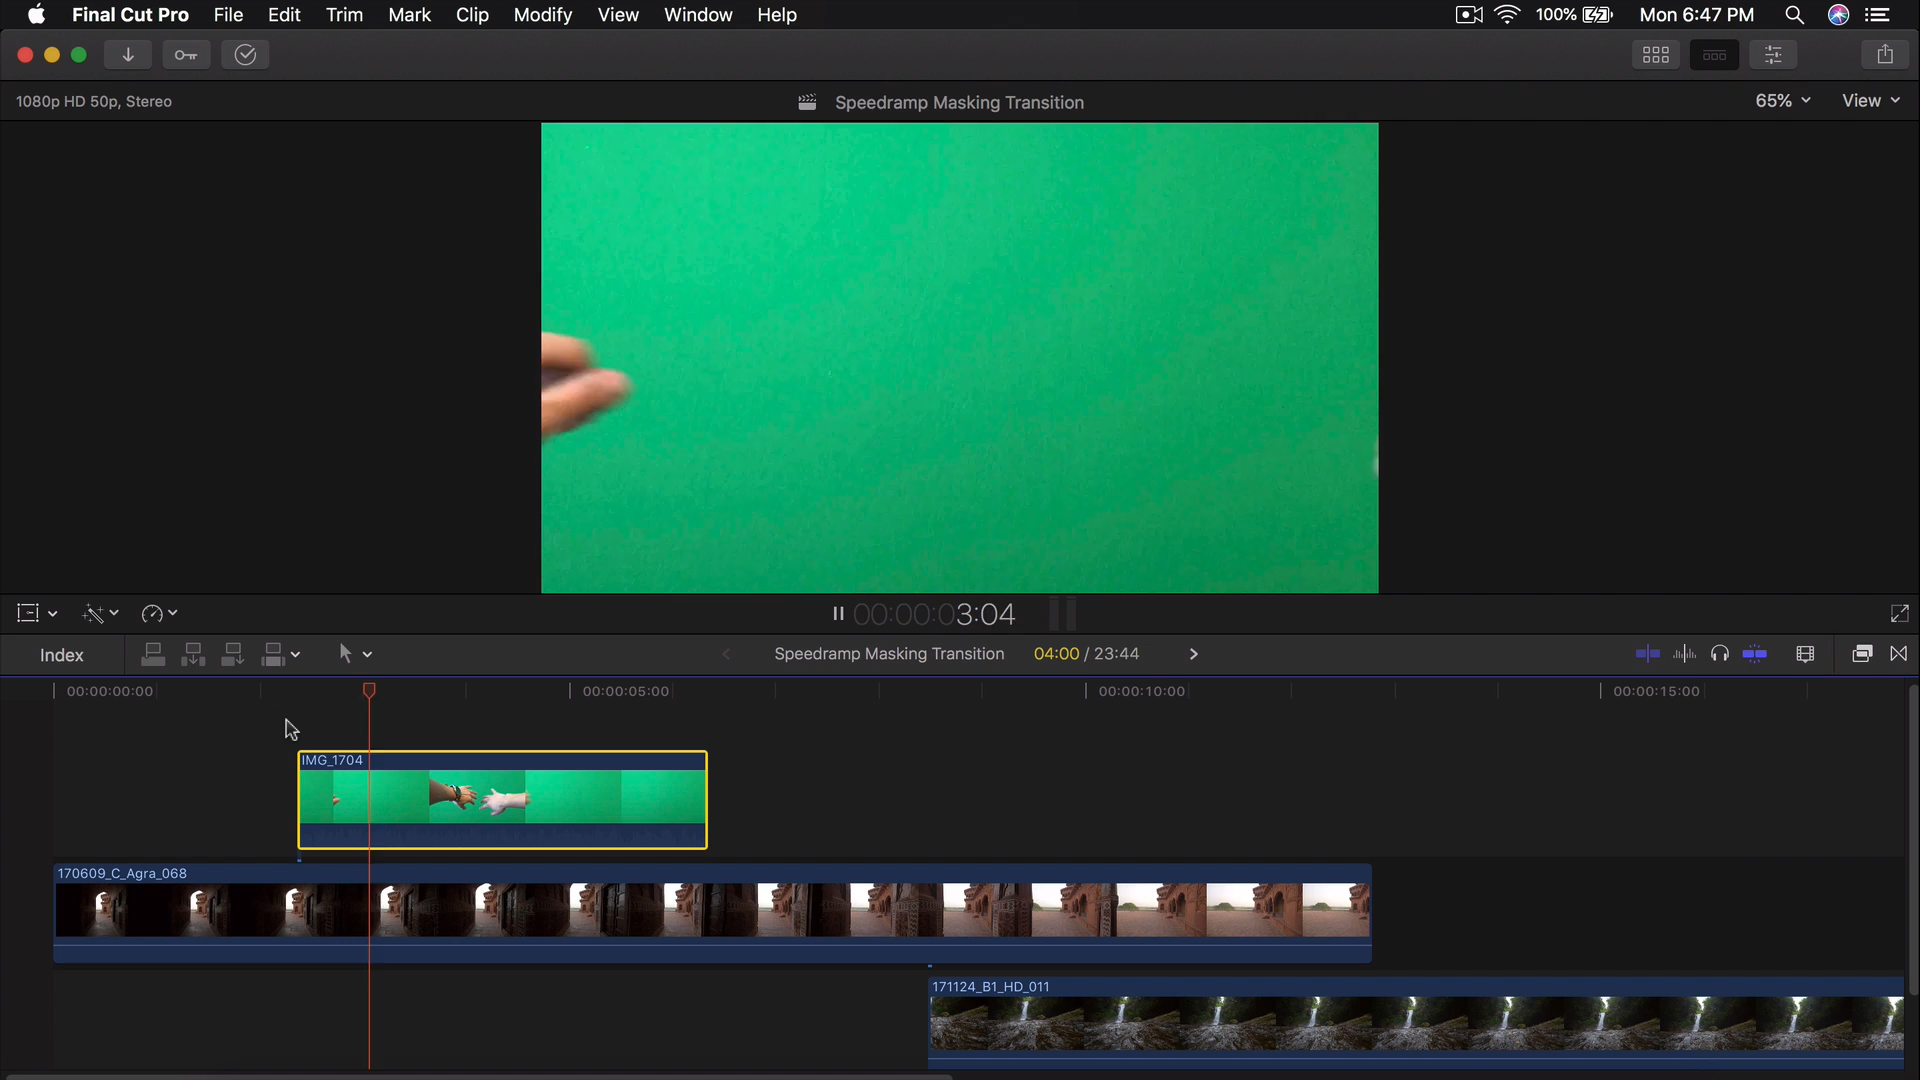 Final Cut Pro File Edit Trim Mark Clip Modify View Window Help 100% Mon 6:47 PM
1080p HD 50p, Stereo Speedramp Masking Transition 65% View
00:00:03:04
Index Speedramp Masking Transition 04:00 / 23:44
00:00:00:00 00:00:05:00 00:00:10:00 00:00:15:00
IMG_1704
170609_C_Agra_068
171124_B1_HD_011